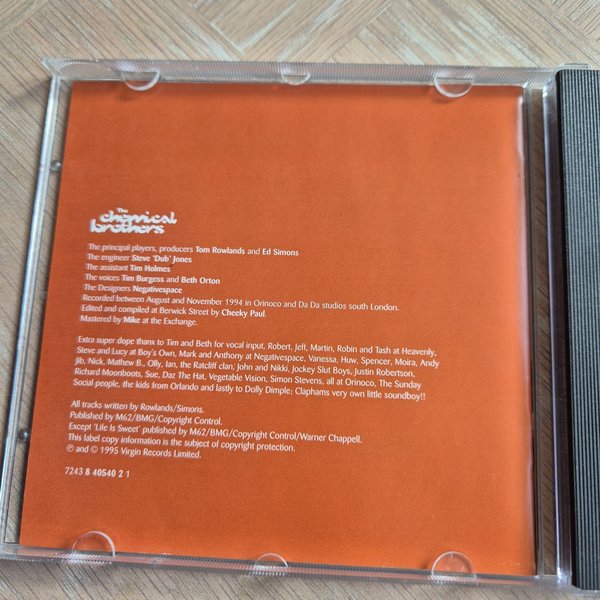 The
chemical
brothers
The principal players, producers Tom Rowlands and Ed Simons
The engineer Steve 'Dub' Jones
The assistant Tim Holmes
The voices Tim Burgess and Beth Orton
The Designers Negativespace
Recorded between August and November 1994 in Orinoco and Da Da studios south London.
Edited and compiled at Berwick Street by Cheeky Paul.
Mastered by Mike at the Exchange.
Extra super dope thanx to Tim and Beth for vocal input, Robert, Jeff, Martin, Robin and Tash at Heavenly,
Steve and Lucy at Boy's Own, Mark and Anthony at Negativespace. Vanessa, Huw, Spencer, Moira, Andy
Jib, Nick, Mathew B., Olly, Ian, the Ratcliff clan, John and Nikki, Jockey Slut Boys, Justin Robertson,
Richard Moonboots, Sue, Daz The Hat, Vegetable Vision, Simon Stevens, all at Orinoco, The Sunday
Social people, the kids from Orlando and lastly to Dolly Dimple; Claphams very own little soundboy!!
All tracks written by Rowlands/Simons.
Published by M62/BMG/Copyright Control.
Except 'Life Is Sweet' published by M62/BMG/Copyright Control/Warner Chappell.
This label copy information is the subject of copyright protection.
℗ and © 1995 Virgin Records Limited.
7243 8 40540 2 1